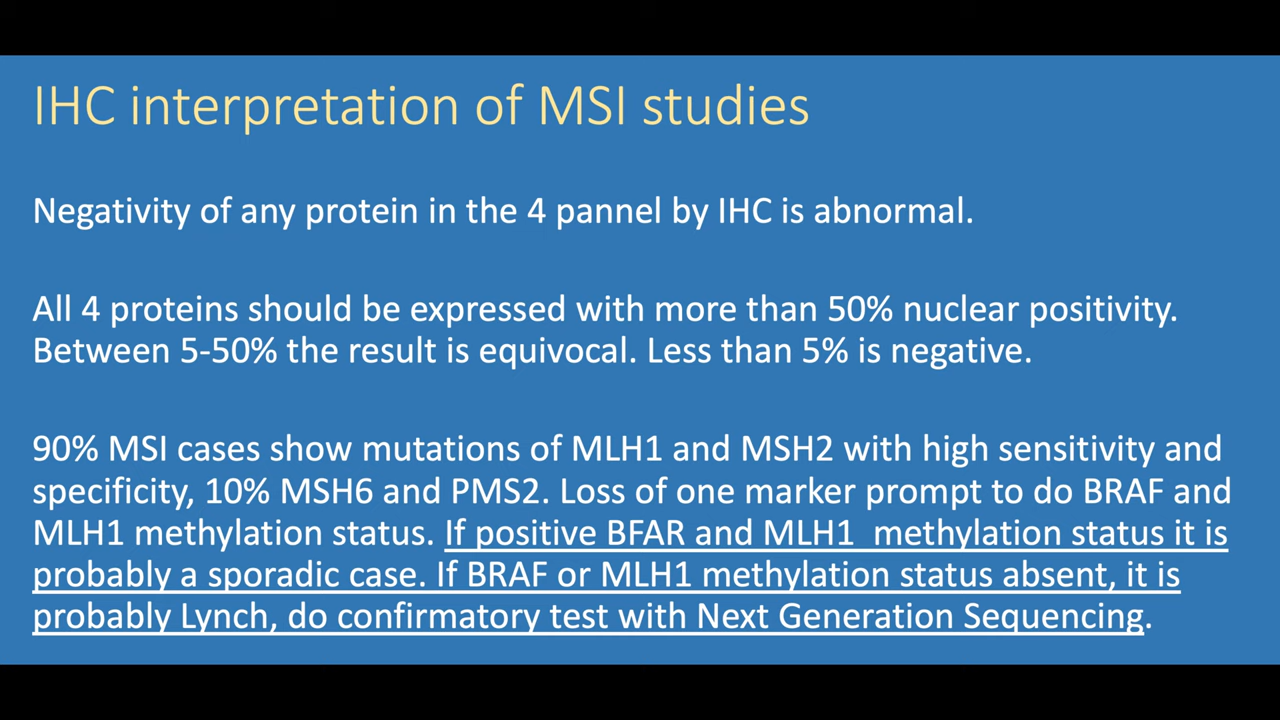 IHC interpretation of MSI studies
Negativity of any protein in the 4 pannel by IHC is abnormal.
All 4 proteins should be expressed with more than 50% nuclear positivity.
Between 5-50% the result is equivocal. Less than 5% is negative.
90% MSI cases show mutations of MLH1 and MSH2 with high sensitivity and
specificity, 10% MSH6 and PMS2. Loss of one marker prompt to do BRAF and
MLH1 methylation status. If positive BFAR and MLH1  methylation status it is
probably a sporadic case. If BRAF or MLH1 methylation status absent, it is
probably Lynch, do confirmatory test with Next Generation Sequencing.